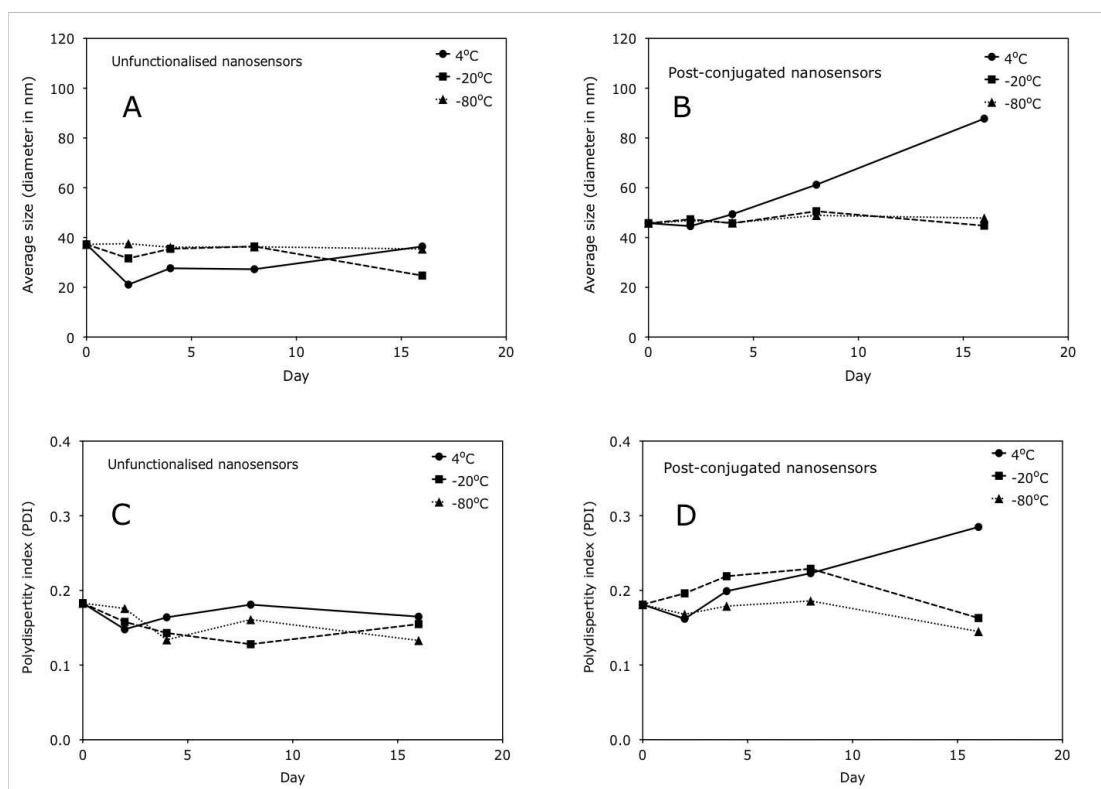 120
100
80
60
40
20
0
0 5 10 15 20
Average size (diameter in nm)
Day
Unfunctionalised nanosensors
A
4°C
-20°C
-80°C
120
100
80
60
40
20
0
0 5 10 15 20
Average size (diameter in nm)
Day
Post-conjugated nanosensors
B
4°C
-20°C
-80°C
0.4
0.3
0.2
0.1
0.0
0 5 10 15 20
Polydispertity index (PDI)
Day
Unfunctionalised nanosensors
C
4°C
-20°C
-80°C
0.4
0.3
0.2
0.1
0.0
0 5 10 15 20
Polydispertity index (PDI)
Day
Post-conjugated nanosensors
D
4°C
-20°C
-80°C